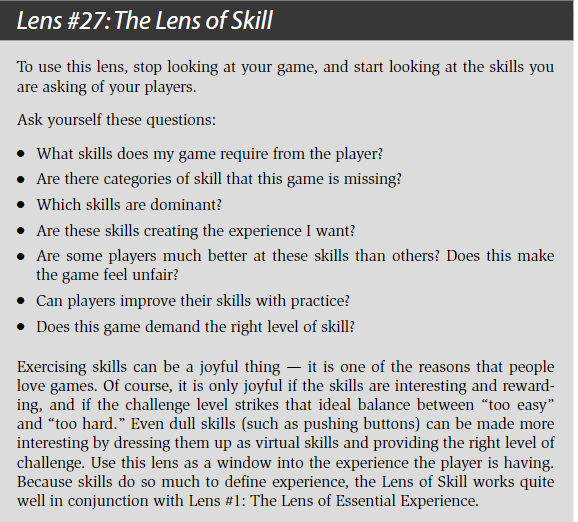 Lens #27: The Lens of Skill
To use this lens, stop looking at your game, and start looking at the skills you
are asking of your players.
Ask yourself these questions:
● What skills does my game require from the player?
● Are there categories of skill that this game is missing?
● Which skills are dominant?
● Are these skills creating the experience I want?
● Are some players much better at these skills than others? Does this make
the game feel unfair?
● Can players improve their skills with practice?
● Does this game demand the right level of skill?
Exercising skills can be a joyful thing — it is one of the reasons that people
love games. Of course, it is only joyful if the skills are interesting and reward-
ing, and if the challenge level strikes that ideal balance between “too easy”
and “too hard.” Even dull skills (such as pushing buttons) can be made more
interesting by dressing them up as virtual skills and providing the right level of
challenge. Use this lens as a window into the experience the player is having.
Because skills do so much to define experience, the Lens of Skill works quite
well in conjunction with Lens #1: The Lens of Essential Experience.